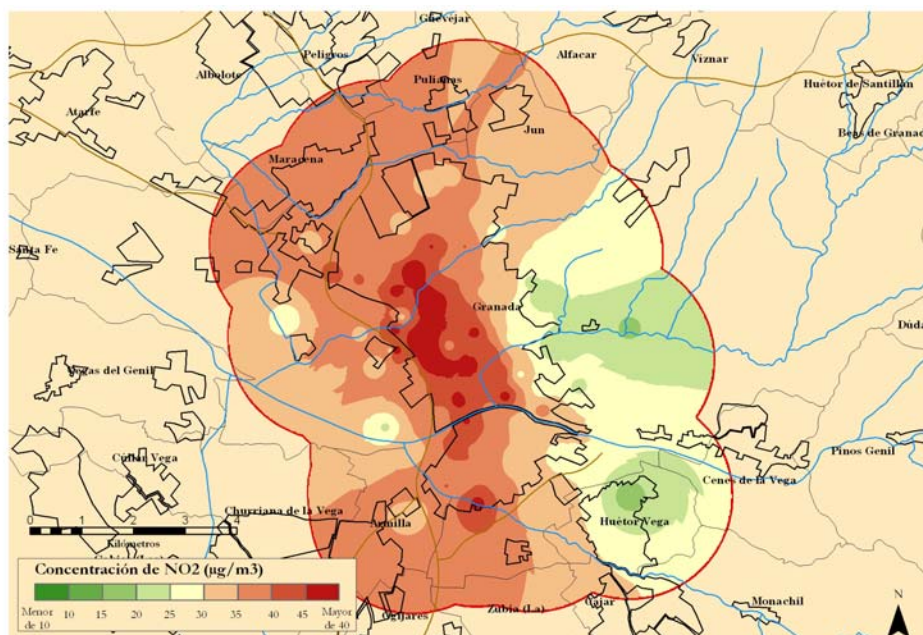 Güevejar
Peligros
Albolote
Alfacar
Víznar
Pulianas
Huétor de Santillán
Atarfe
Jun
Beas de Granad
Maracena
Santa Fe
Granada
Dúda
Vegas del Genil
Pinos Genil
Cúllar Vega
Cenes de la Vega
Churriana de la Vega
Armilla
Huétor Vega
0 1 2 3 4
Kilómetros
Concentración de NO2 (µg/m3)
Menor de 10 10 15 20 25 30 35 40 45 Mayor de 40
Ogíjares
Zubia (La)
Cájar
Monachil
N